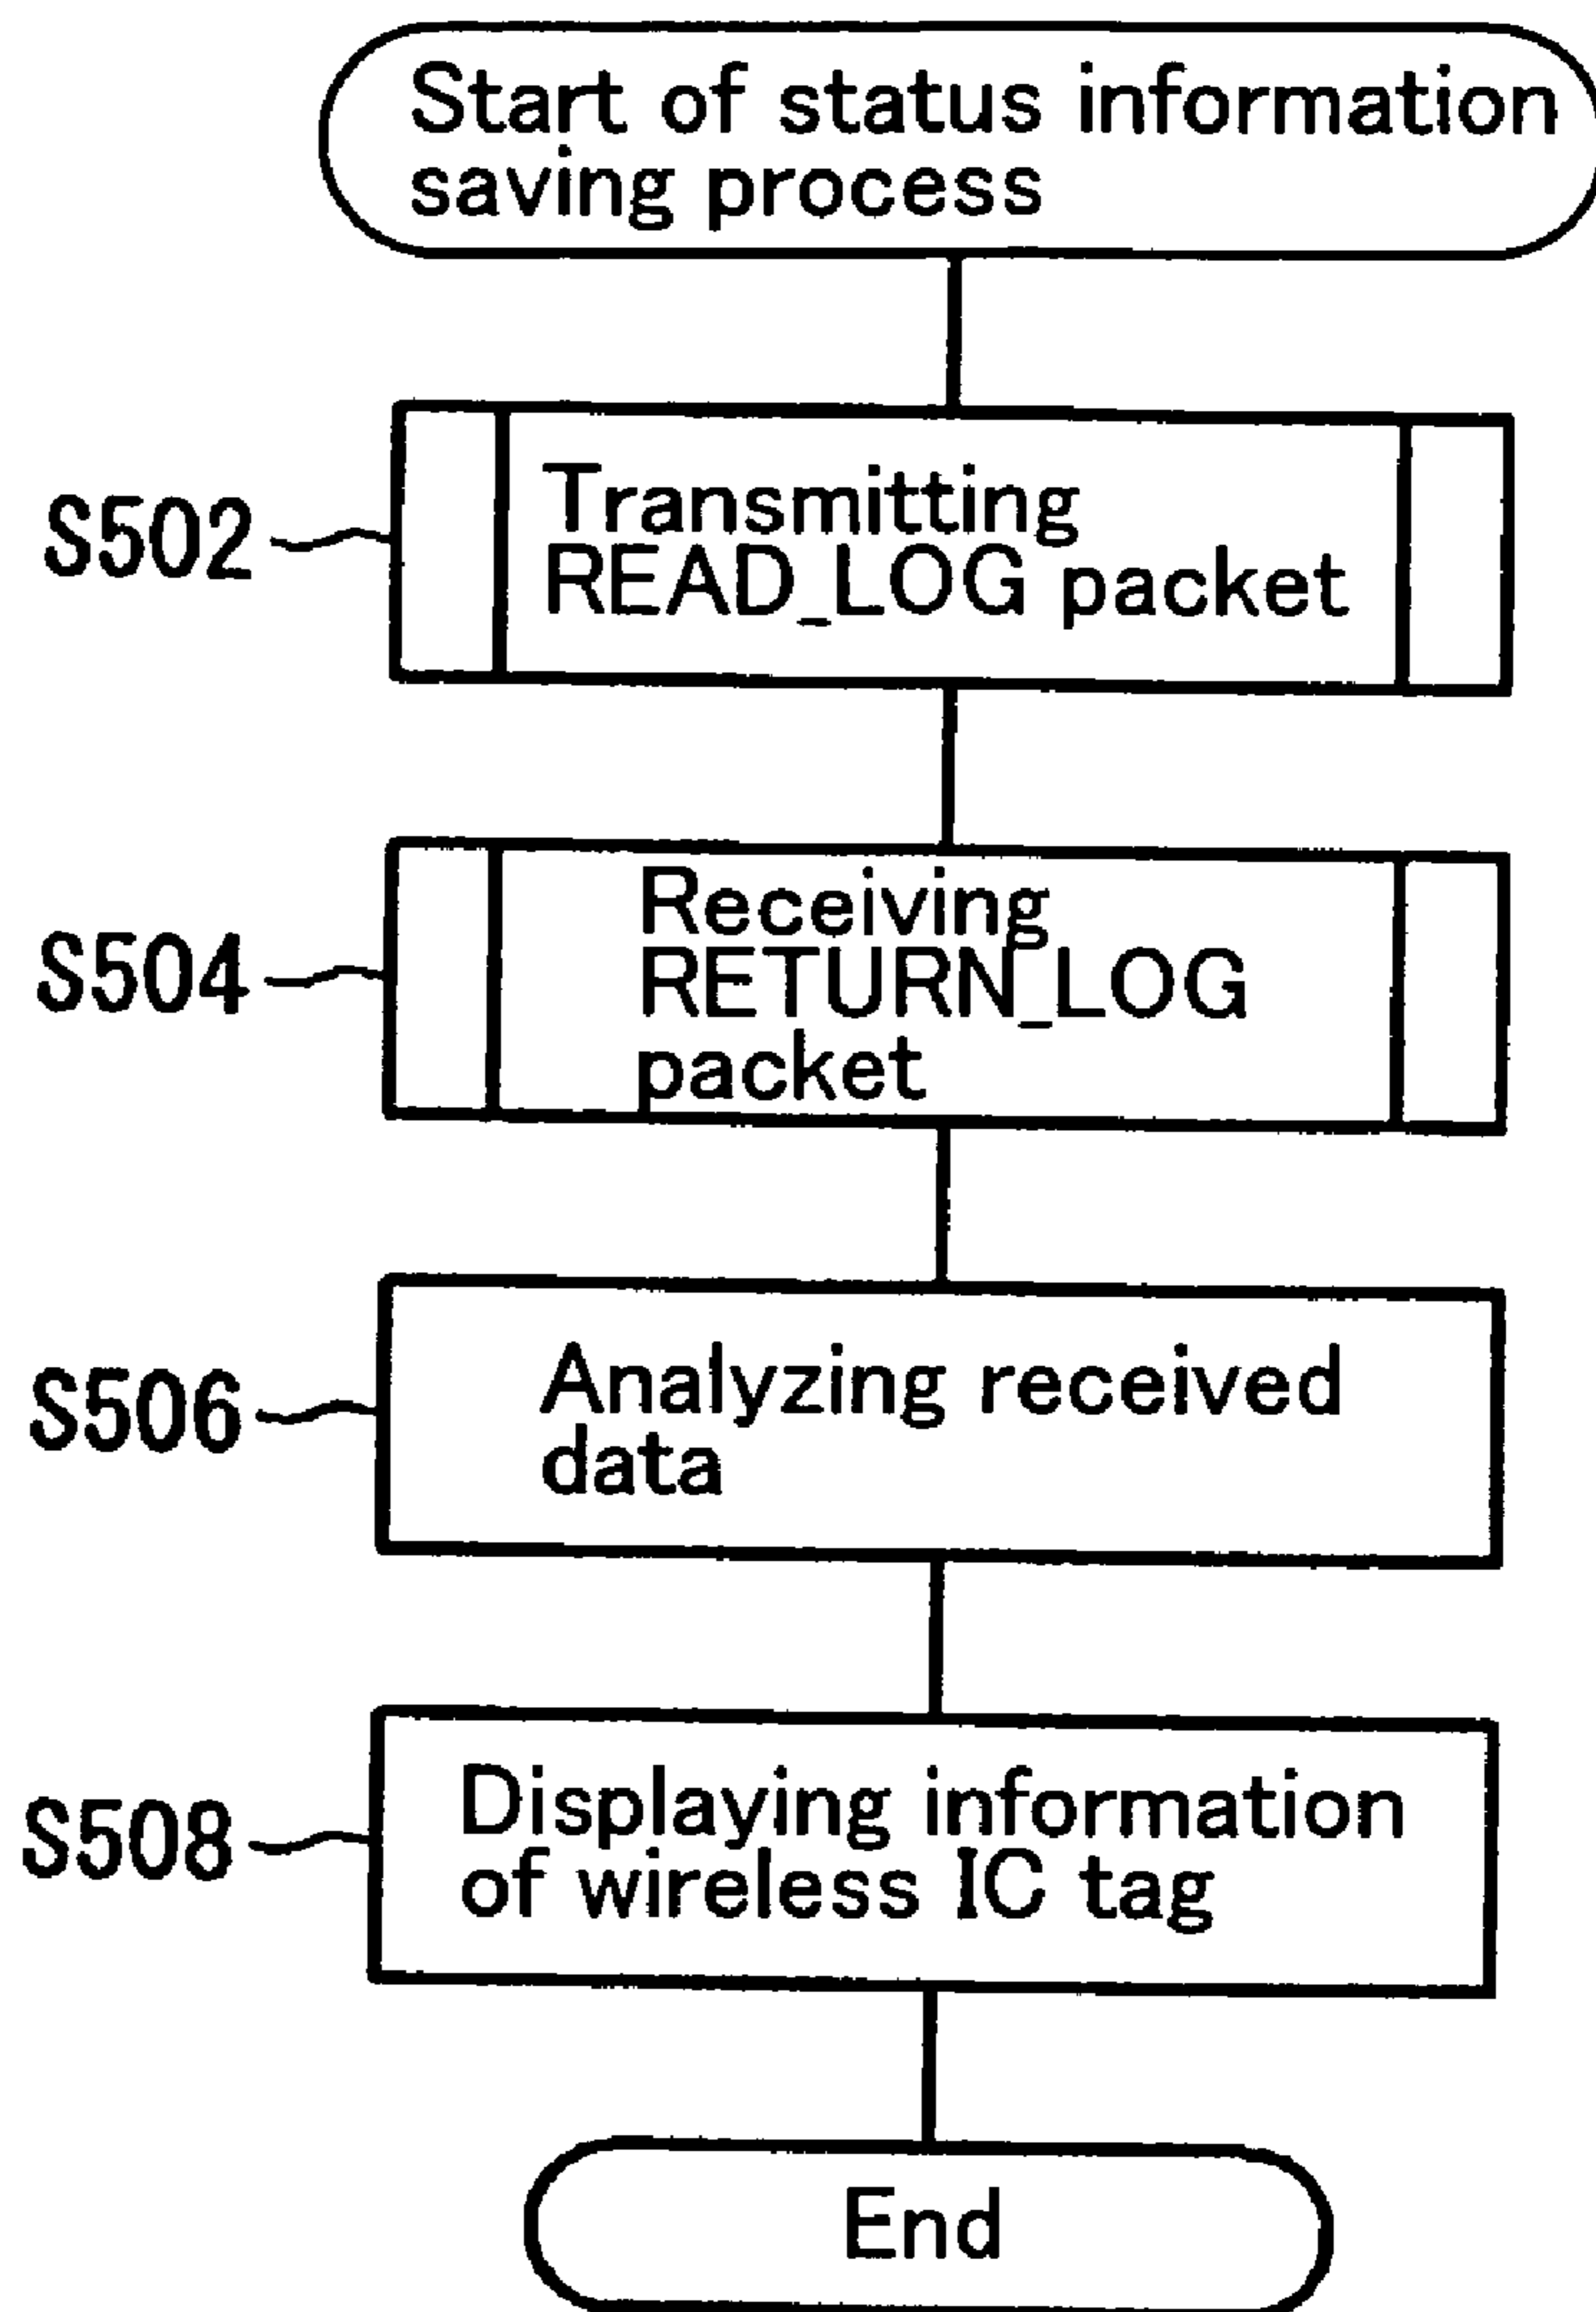 Start of status information
saving process
S502
Transmitting
READ_LOG packet
S504
Receiving
RETURN_LOG
packet
S506
Analyzing received
data
S508
Displaying information
of wireless IC tag
End